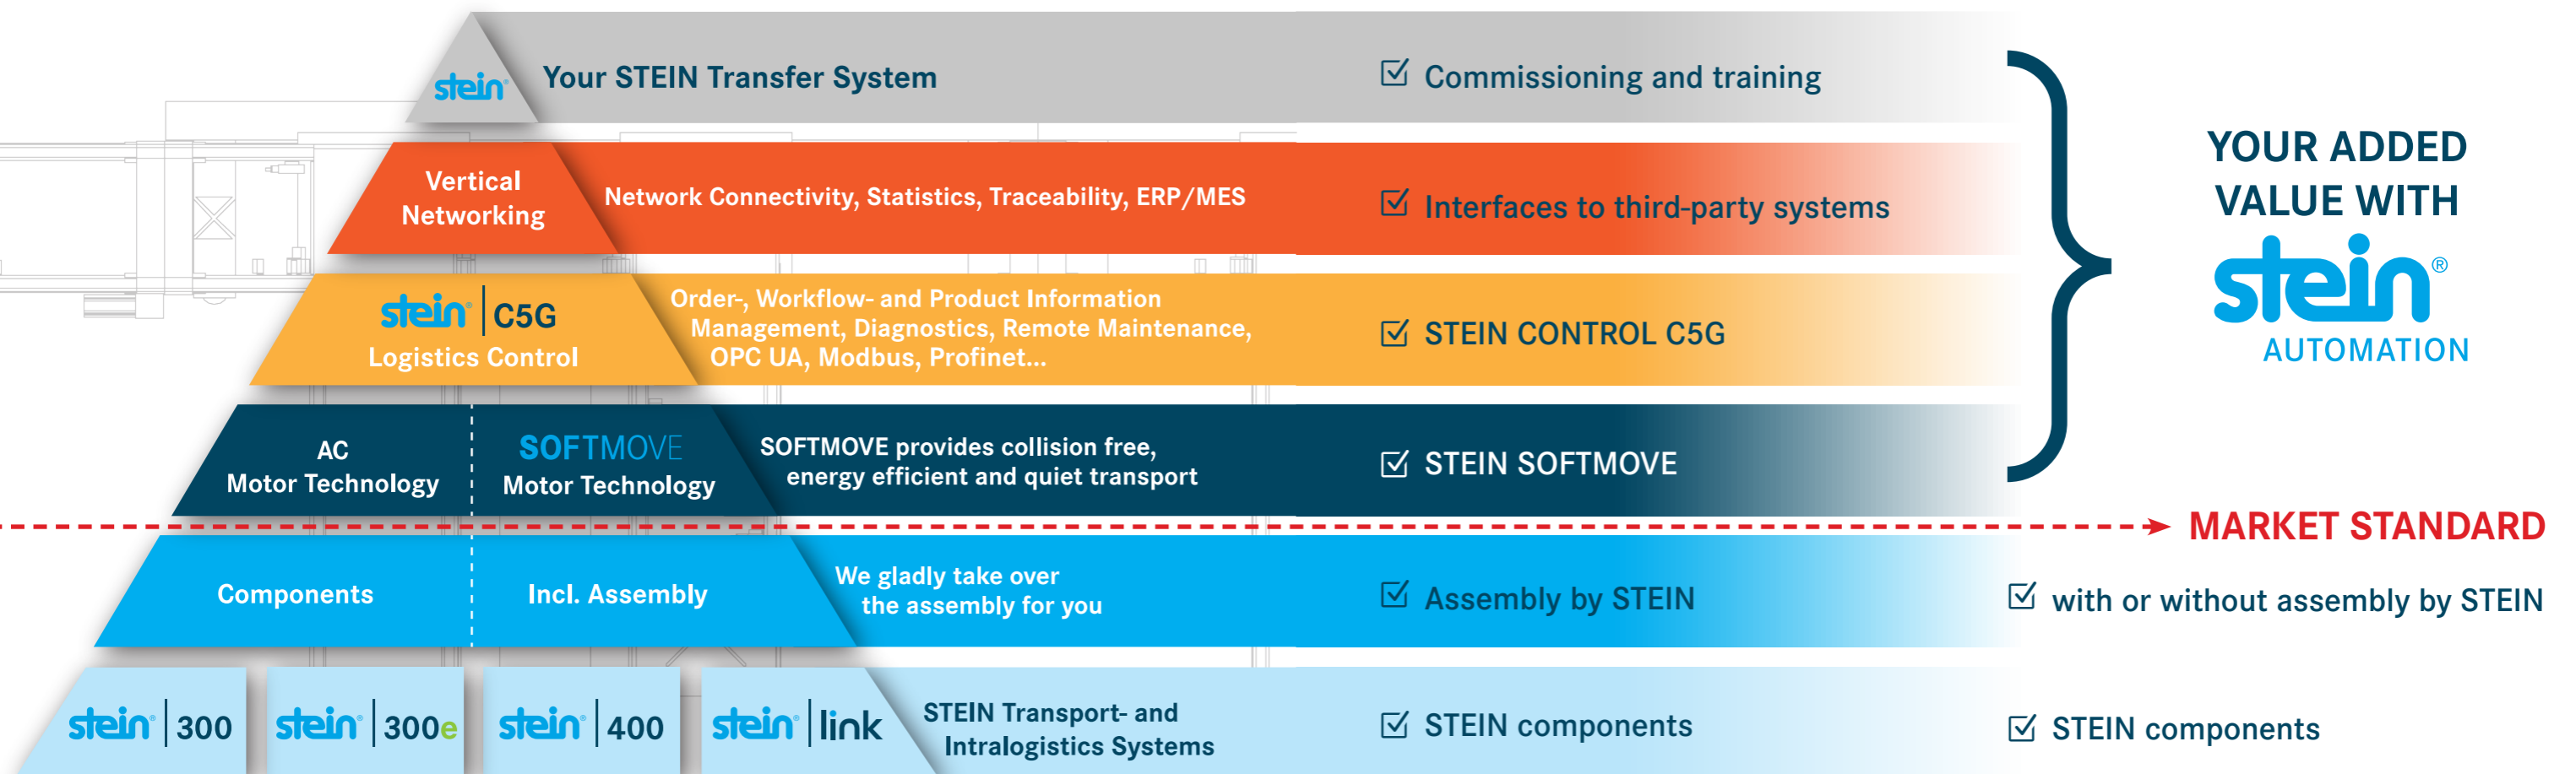 stein®
Your STEIN Transfer System
Commissioning and training
Vertical
Networking
Network Connectivity, Statistics, Traceability, ERP/MES
Interfaces to third-party systems
stein® | C5G
Logistics Control
Order-, Workflow- and Product Information
Management, Diagnostics, Remote Maintenance,
OPC UA, Modbus, Profinet...
STEIN CONTROL C5G
AC
Motor Technology
SOFTMOVE
Motor Technology
SOFTMOVE provides collision free,
energy efficient and quiet transport
STEIN SOFTMOVE
YOUR ADDED
VALUE WITH
stein®
AUTOMATION
MARKET STANDARD
Components
Incl. Assembly
We gladly take over
the assembly for you
Assembly by STEIN
with or without assembly by STEIN
stein® | 300
stein® | 300e
stein® | 400
stein® | link
STEIN Transport- and
Intralogistics Systems
STEIN components
STEIN components